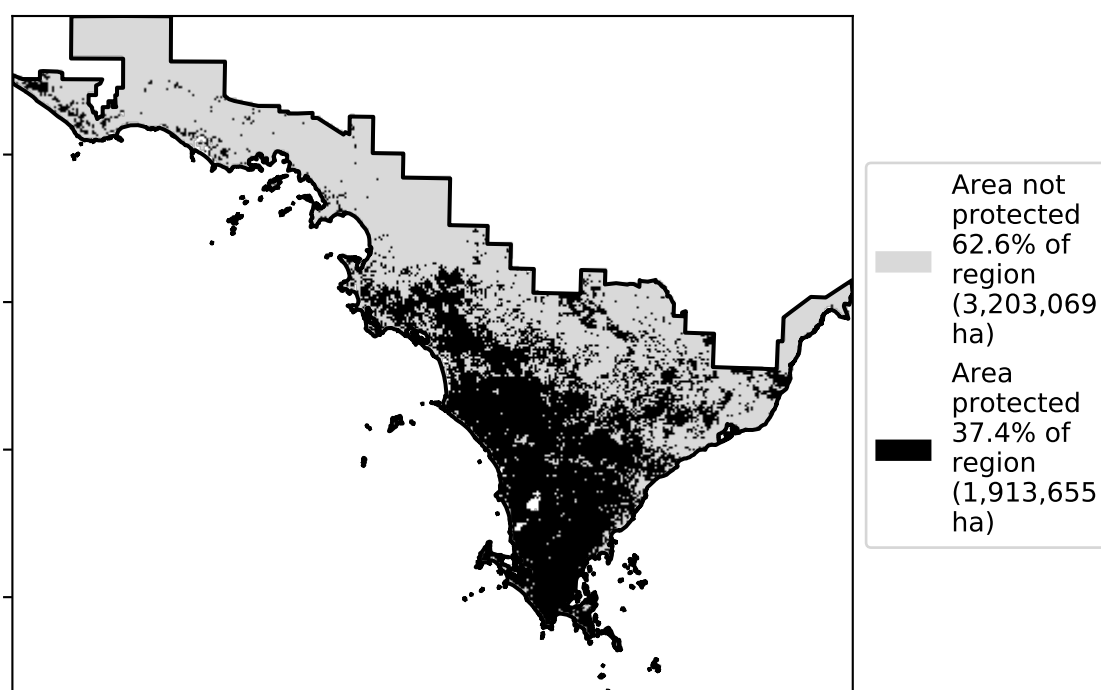 Area not
protected
62.6% of
region
(3,203,069
ha)
Area
protected
37.4% of
region
(1,913,655
ha)